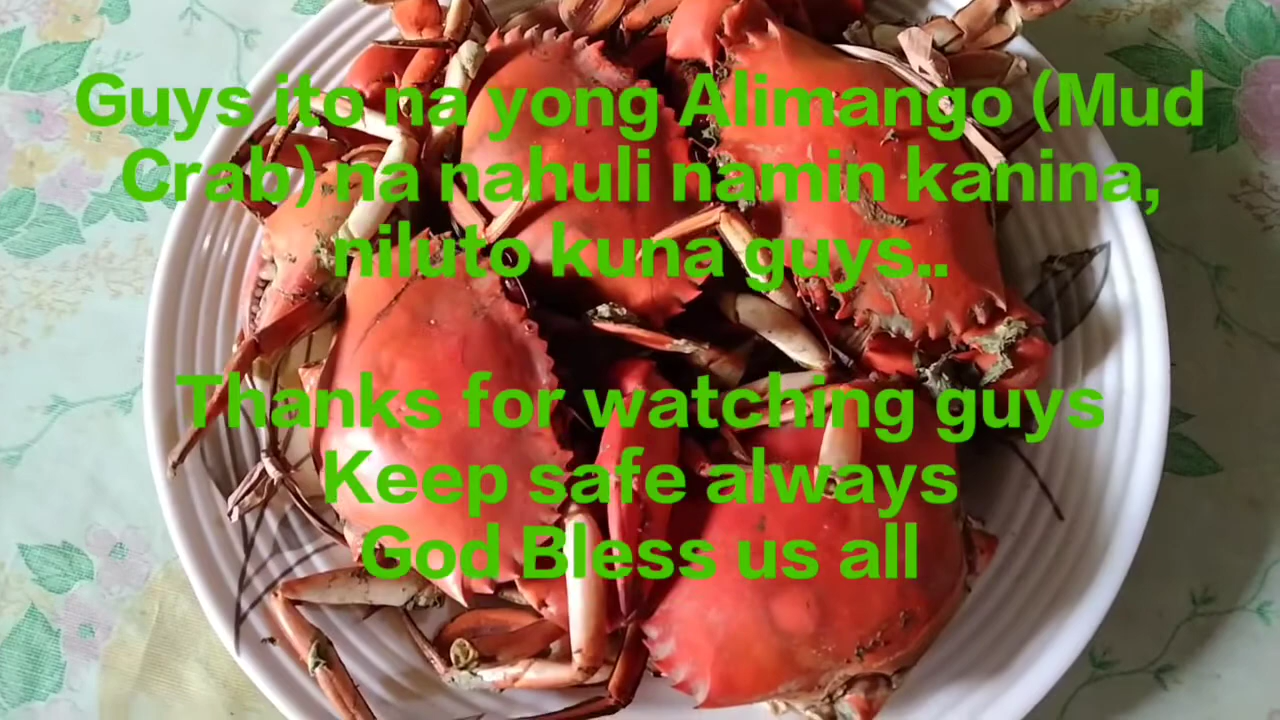 Guys ito na yong Alimango (Mud
Crab) na nahuli namin kanina,
niluto kuna guys..
Thanks for watching guys
Keep safe always
God Bless us all